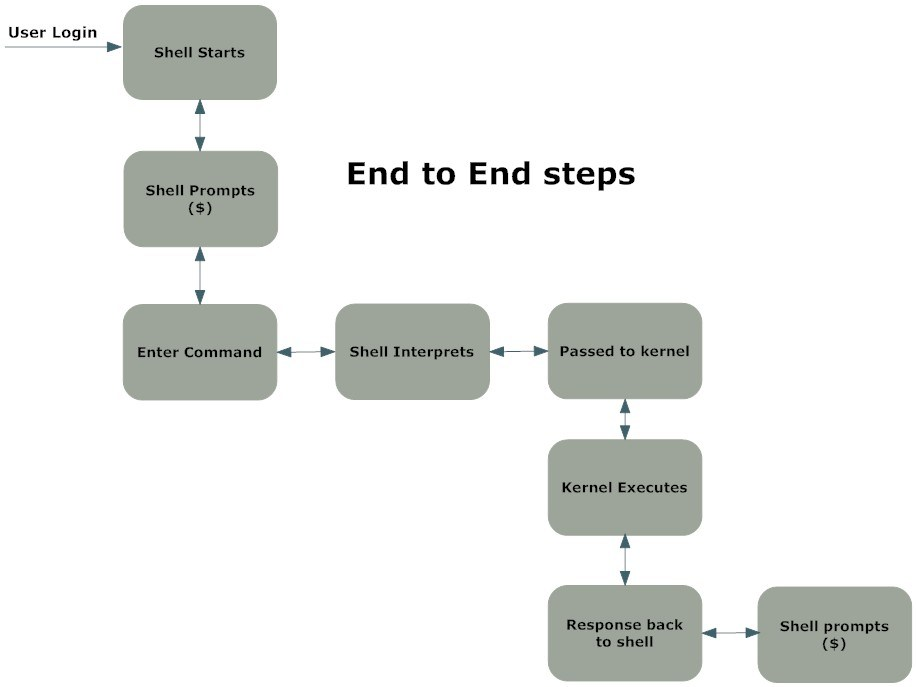 User Login
Shell Starts
End to End steps
Shell Prompts
($)
Enter Command
Shell Interprets
Passed to kernel
Kernel Executes
Response back
to shell
Shell prompts
($)